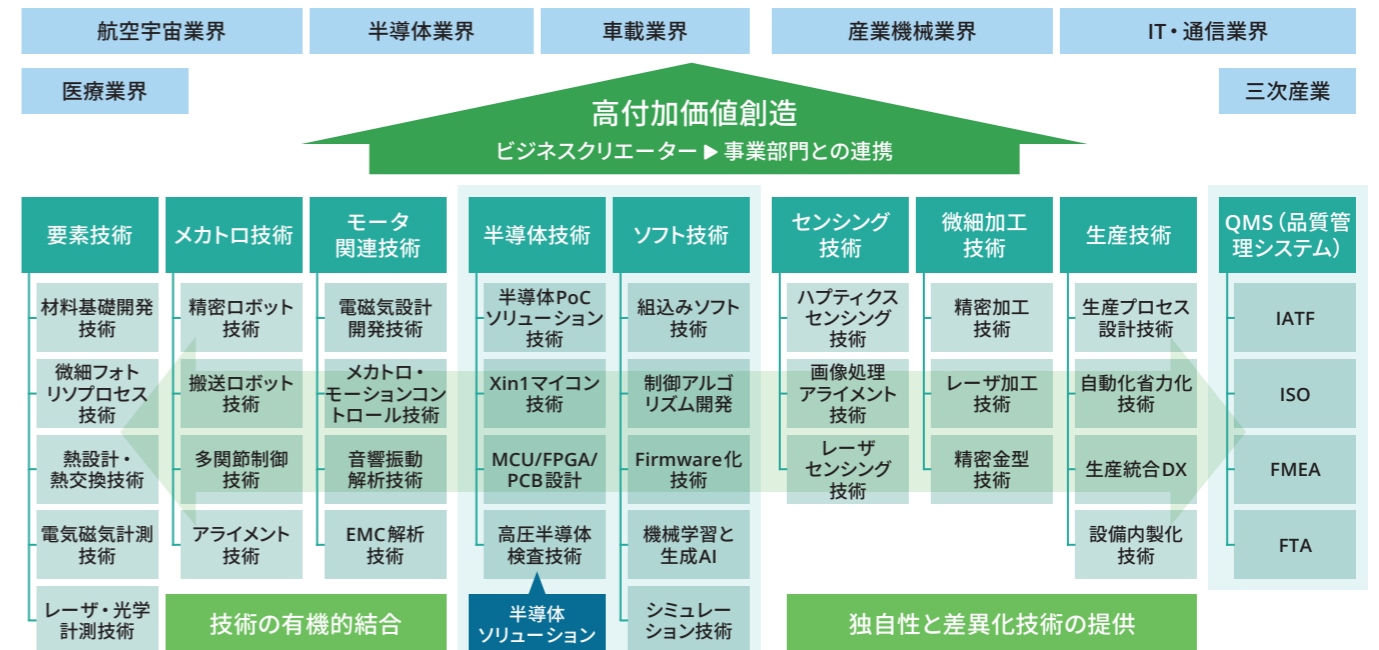 航空宇宙業界
半導体業界
車載業界
産業機械業界
IT・通信業界
医療業界
三次産業
高付加価値創造
ビジネスクリエーター▶事業部門との連携
要素技術
材料基礎開発
技術
微細フォト
リソプロセス
技術
熱設計・
熱交換技術
電気磁気計測
技術
レーザ・光学
計測技術
メカトロ技術
精密ロボット
技術
搬送ロボット
技術
多関節制御
技術
アライメント
技術
モータ
関連技術
電磁気設計
開発技術
メカトロ・
モーションコン
トロール技術
音響振動
解析技術
EMC解析
技術
半導体技術
半導体PoC
ソリューション
技術
Xin1マイコン
技術
MCU/FPGA/
PCB設計
高圧半導体
検査技術
半導体
ソリューション
ソフト技術
組込みソフト
技術
制御アルゴ
リズム開発
Firmware化
技術
機械学習と
生成AI
シミュレー
ション技術
センシング
技術
ハプティクス
センシング
技術
画像処理
アライメント
技術
レーザ
センシング
技術
微細加工
技術
精密加工
技術
レーザ加工
技術
精密金型
技術
生産技術
生産プロセス
設計技術
自動化省力化
技術
生産統合DX
設備内製化
技術
QMS（品質管
理システム）
IATF
ISO
FMEA
FTA
技術の有機的結合
独自性と差異化技術の提供